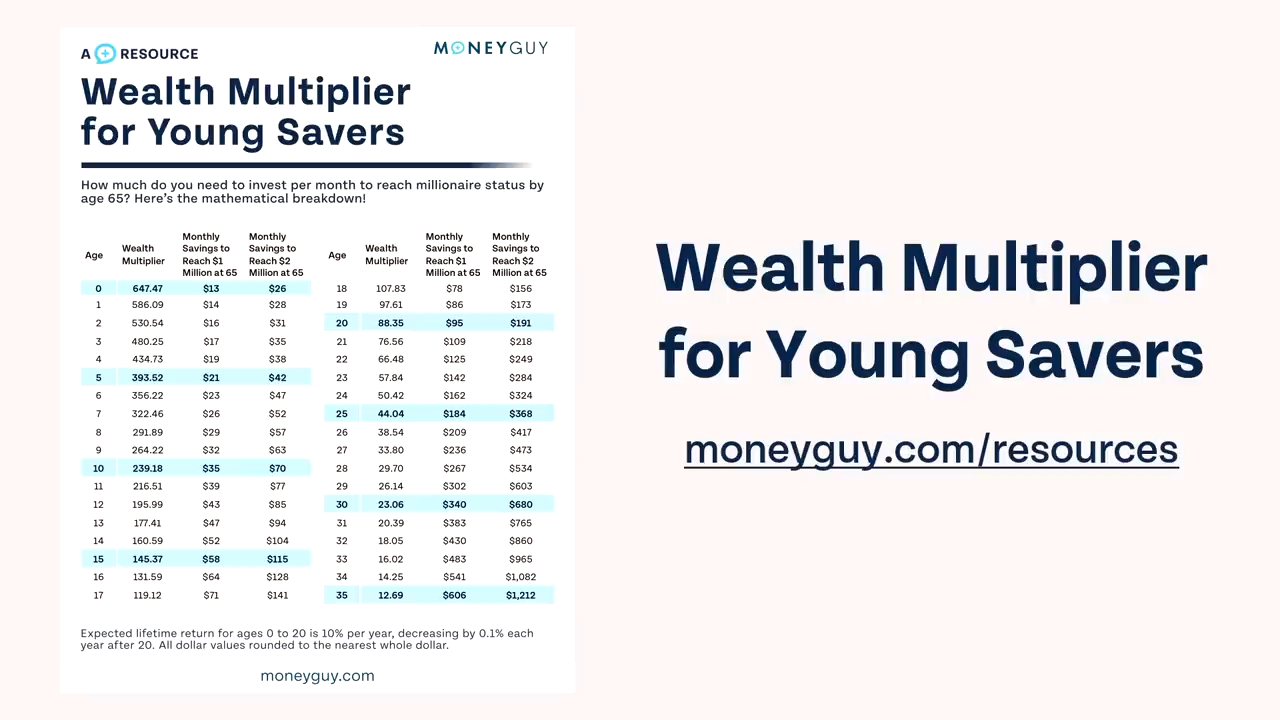 A RESOURCE
MONEYGUY
Wealth Multiplier
for Young Savers
How much do you need to invest per month to reach millionaire status by
age 65? Here's the mathematical breakdown!
Age Wealth Multiplier Monthly Savings to Reach $1 Million at 65 Monthly Savings to Reach $2 Million at 65 Age Wealth Multiplier Monthly Savings to Reach $1 Million at 65 Monthly Savings to Reach $2 Million at 65
0 647.47 $13 $26 18 107.83 $78 $156
1 586.09 $14 $28 19 97.61 $86 $173
2 530.54 $16 $31 20 88.35 $95 $191
3 480.25 $17 $35 21 76.56 $109 $218
4 434.73 $19 $38 22 66.48 $125 $249
5 393.52 $21 $42 23 57.84 $142 $284
6 356.22 $23 $47 24 50.42 $162 $324
7 322.46 $26 $52 25 44.04 $184 $368
8 291.89 $29 $57 26 38.54 $209 $417
9 264.22 $32 $63 27 33.80 $236 $473
10 239.18 $35 $70 28 29.70 $267 $534
11 216.51 $39 $77 29 26.14 $302 $603
12 195.99 $43 $85 30 23.06 $340 $680
13 177.41 $47 $94 31 20.39 $383 $765
14 160.59 $52 $104 32 18.05 $430 $860
15 145.37 $58 $115 33 16.02 $483 $965
16 131.59 $64 $128 34 14.25 $541 $1,082
17 119.12 $71 $141 35 12.69 $606 $1,212
Expected lifetime return for ages 0 to 20 is 10% per year, decreasing by 0.1% each
year after 20. All dollar values rounded to the nearest whole dollar.
moneyguy.com
Wealth Multiplier
for Young Savers
moneyguy.com/resources